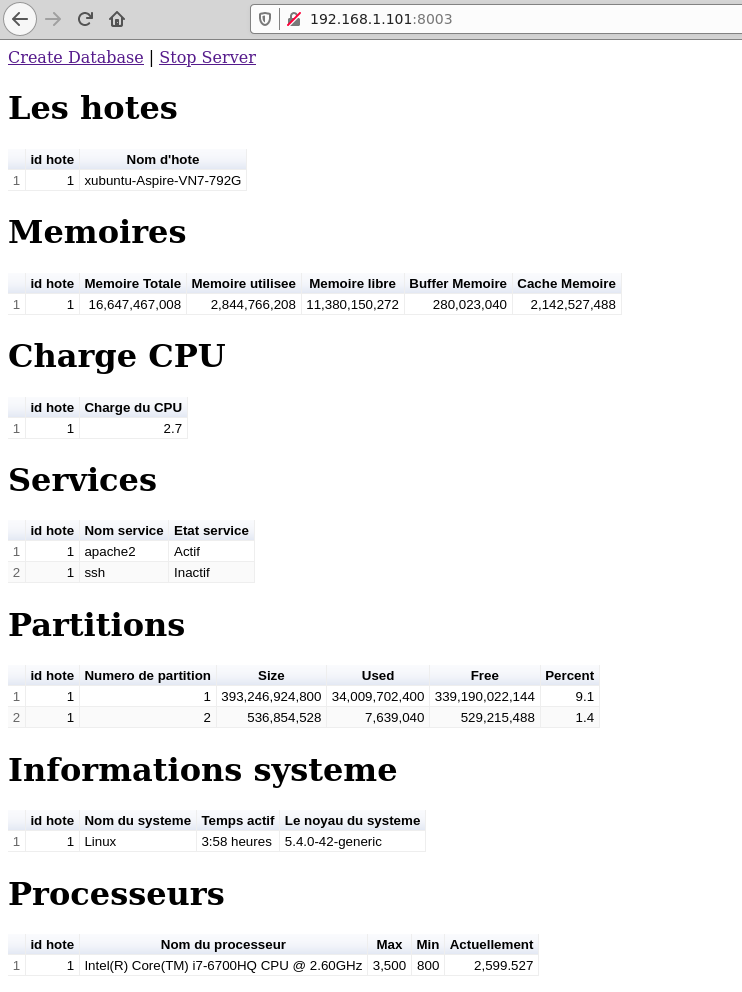 192.168.1.101:8003
Create Database | Stop Server
Les hotes
id hote Nom d'hote
1 1 xubuntu-Aspire-VN7-792G
Memoires
id hote Memoire Totale Memoire utilisee Memoire libre Buffer Memoire Cache Memoire
1 1 16,647,467,008 2,844,766,208 11,380,150,272 280,023,040 2,142,527,488
Charge CPU
id hote Charge du CPU
1 1 2.7
Services
id hote Nom service Etat service
1 1 apache2 Actif
2 1 ssh Inactif
Partitions
id hote Numero de partition Size Used Free Percent
1 1 1 393,246,924,800 34,009,702,400 339,190,022,144 9.1
2 1 2 536,854,528 7,639,040 529,215,488 1.4
Informations systeme
id hote Nom du systeme Temps actif Le noyau du systeme
1 1 Linux 3:58 heures 5.4.0-42-generic
Processeurs
id hote Nom du processeur Max Min Actuellement
1 1 Intel(R) Core(TM) i7-6700HQ CPU @ 2.60GHz 3,500 800 2,599.527